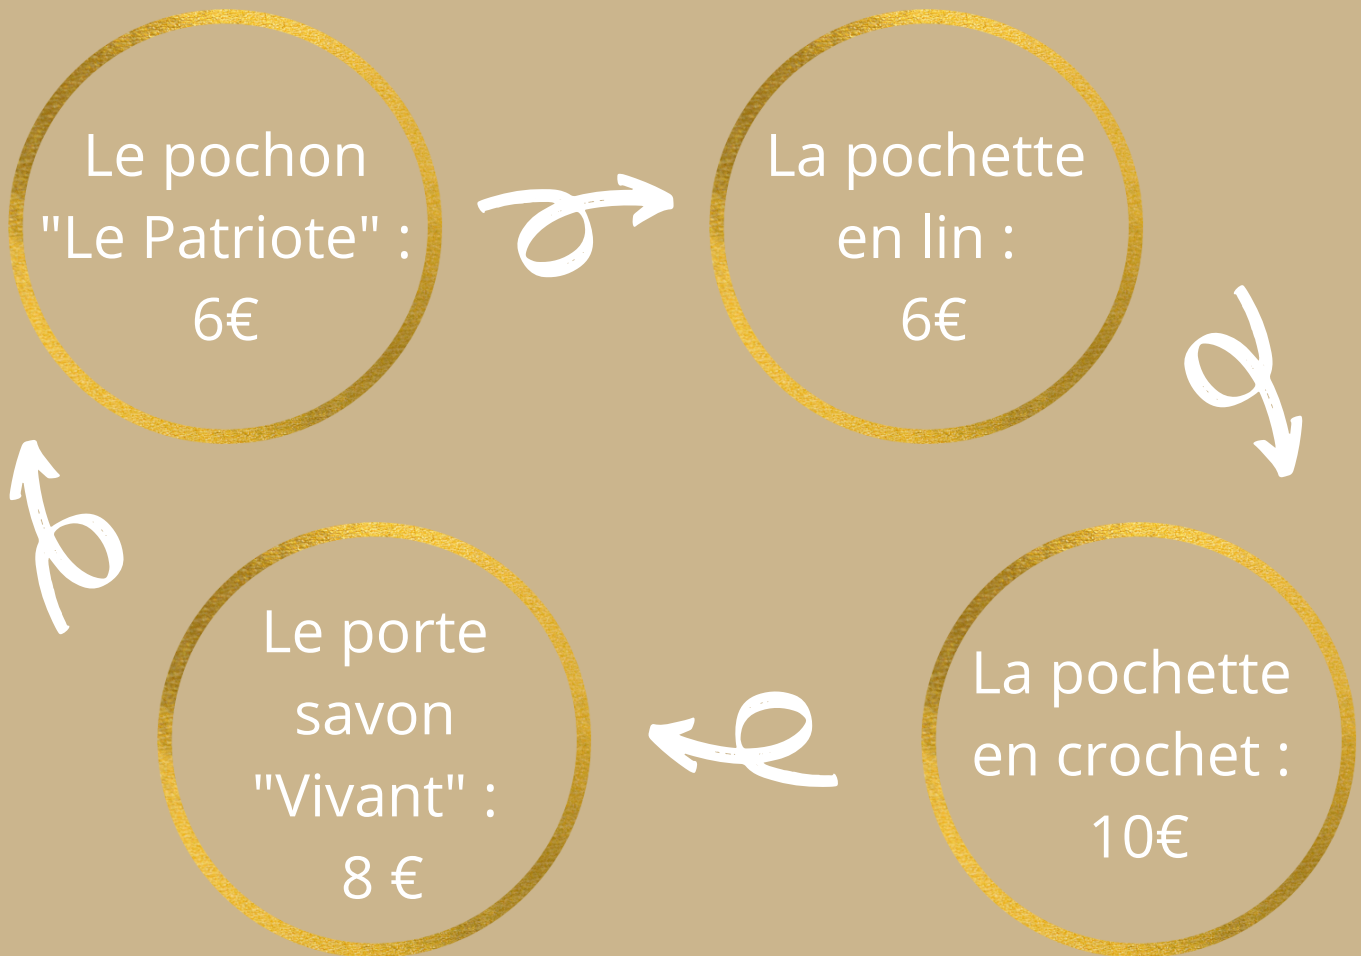 Le pochon
"Le Patriote" :
6€
La pochette
en lin :
6€
La pochette
en crochet :
10€
Le porte
savon
"Vivant" :
8 €